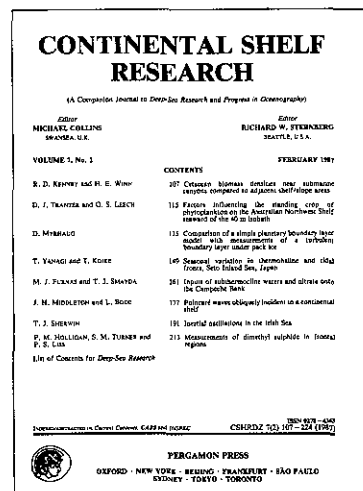 CONTINENTAL SHELF
RESEARCH
(A Companion Journal to Deep-Sea Research and Progress in Oceanography)
Editor
MICHAEL COLLINS
SWANSEA, U.K.
Editor
RICHARD W. STERNBERG
SEATTLE, U.S.A.
VOLUME 7, No. 2
FEBRUARY 1987
CONTENTS
R. D. KENNEY and H. E. WINN
107 Cetacean biomass densities near submarine
canyons compared to adjacent shelf/slope areas
D. J. TRANTER and G. S. LEECH
115 Factors influencing the standing crop of
phytoplankton on the Australian Northwest Shelf
seaward of the 40 m isobath
D. MYRHAUG
135 Comparison of a simple planetary boundary layer
model with measurements of a turbulent
boundary layer under pack ice
T. YANAGI and T. KOIKE
149 Seasonal variation in thermohaline and tidal
fronts, Seto Inland Sea, Japan
M. J. FURNAS and T. J. SMAYDA
161 Inputs of subthermocline waters and nitrate onto
the Campeche Bank
J. H. MIDDLETON and L. BODE
177 Poincaré waves obliquely incident to a continental
shelf
T. J. SHERWIN
191 Inertial oscillations in the Irish Sea
P. M. HOLLIGAN, S. M. TURNER and
P. S. LISS
213 Measurements of dimethyl sulphide in frontal
regions
List of Contents for Deep-Sea Research
ISSN 0278-4343
CSHRDZ 7(2) 107-224 (1987)
PERGAMON PRESS
OXFORD · NEW YORK · BEIJING · FRANKFURT · SÃO PAULO
SYDNEY · TOKYO · TORONTO